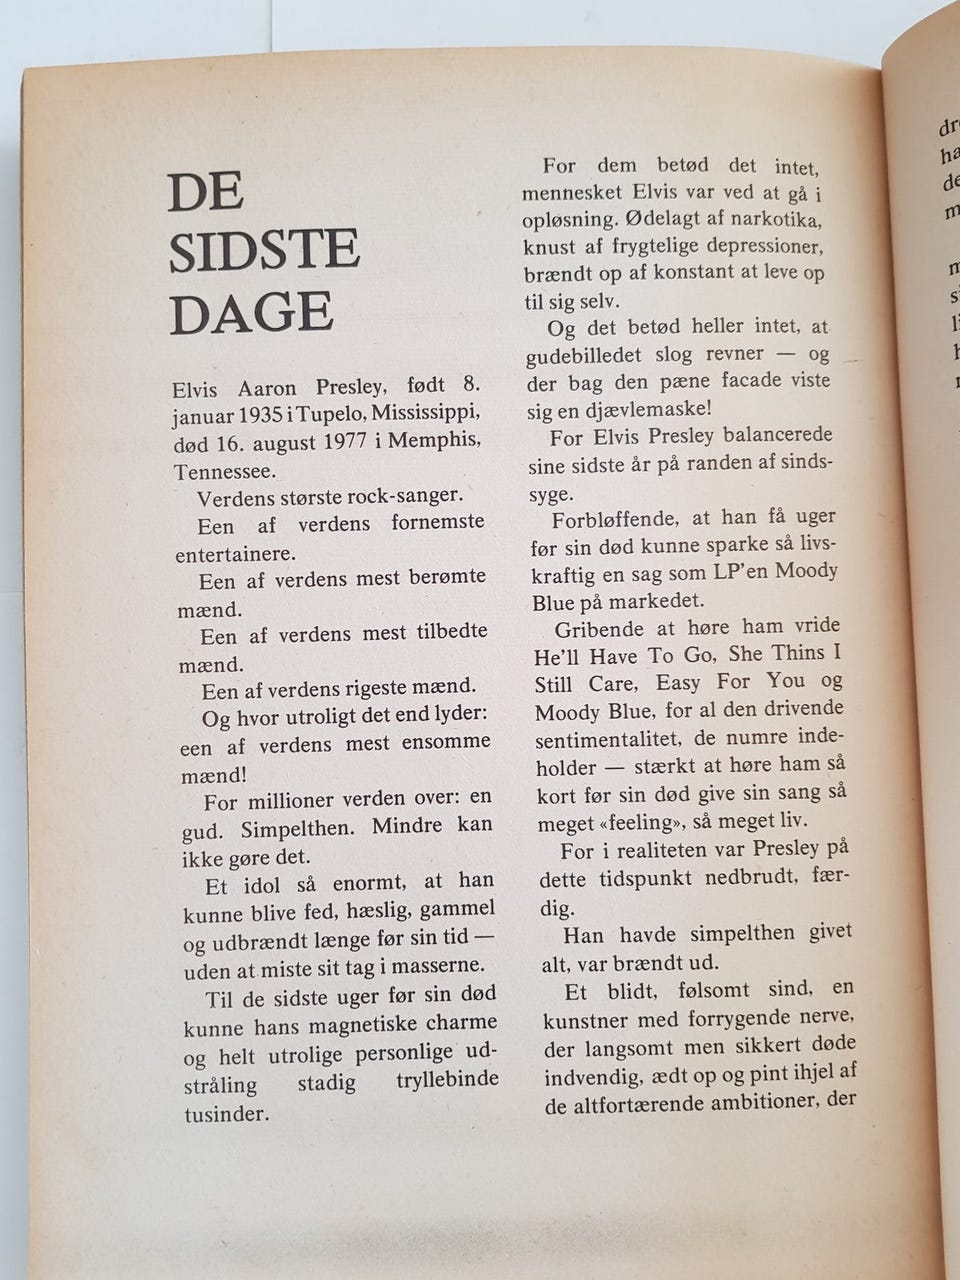 DE
SIDSTE
DAGE
Elvis Aaron Presley, født 8.
januar 1935 i Tupelo, Mississippi,
død 16. august 1977 i Memphis,
Tennessee.
Verdens største rock-sanger.
Een af verdens fornemste
entertainere.
Een af verdens mest berømte
mænd.
Een af verdens mest tilbedte
mænd.
Een af verdens rigeste mænd.
Og hvor utroligt det end lyder:
een af verdens mest ensomme
mænd!
For millioner verden over: en
gud. Simpelthen. Mindre kan
ikke gøre det.
Et idol så enormt, at han
kunne blive fed, hæslig, gammel
og udbrændt længe før sin tid —
uden at miste sit tag i masserne.
Til de sidste uger før sin død
kunne hans magnetiske charme
og helt utrolige personlige ud-
stråling stadig tryllebinde
tusinder.
For dem betød det intet,
mennesket Elvis var ved at gå i
opløsning. Ødelagt af narkotika,
knust af frygtelige depressioner,
brændt op af konstant at leve op
til sig selv.
Og det betød heller intet, at
gudebilledet slog revner — og
der bag den pæne facade viste
sig en djævlemaske!
For Elvis Presley balancerede
sine sidste år på randen af sinds-
syge.
Forbløffende, at han få uger
før sin død kunne sparke så livs-
kraftig en sag som LP'en Moody
Blue på markedet.
Gribende at høre ham vride
He'll Have To Go, She Thins I
Still Care, Easy For You og
Moody Blue, for al den drivende
sentimentalitet, de numre inde-
holder — stærkt at høre ham så
kort før sin død give sin sang så
meget «feeling», så meget liv.
For i realiteten var Presley på
dette tidspunkt nedbrudt, fær-
dig.
Han havde simpelthen givet
alt, var brændt ud.
Et blidt, følsomt sind, en
kunstner med forrygende nerve,
der langsomt men sikkert døde
indvendig, ædt op og pint ihjel af
de altfortærende ambitioner, der